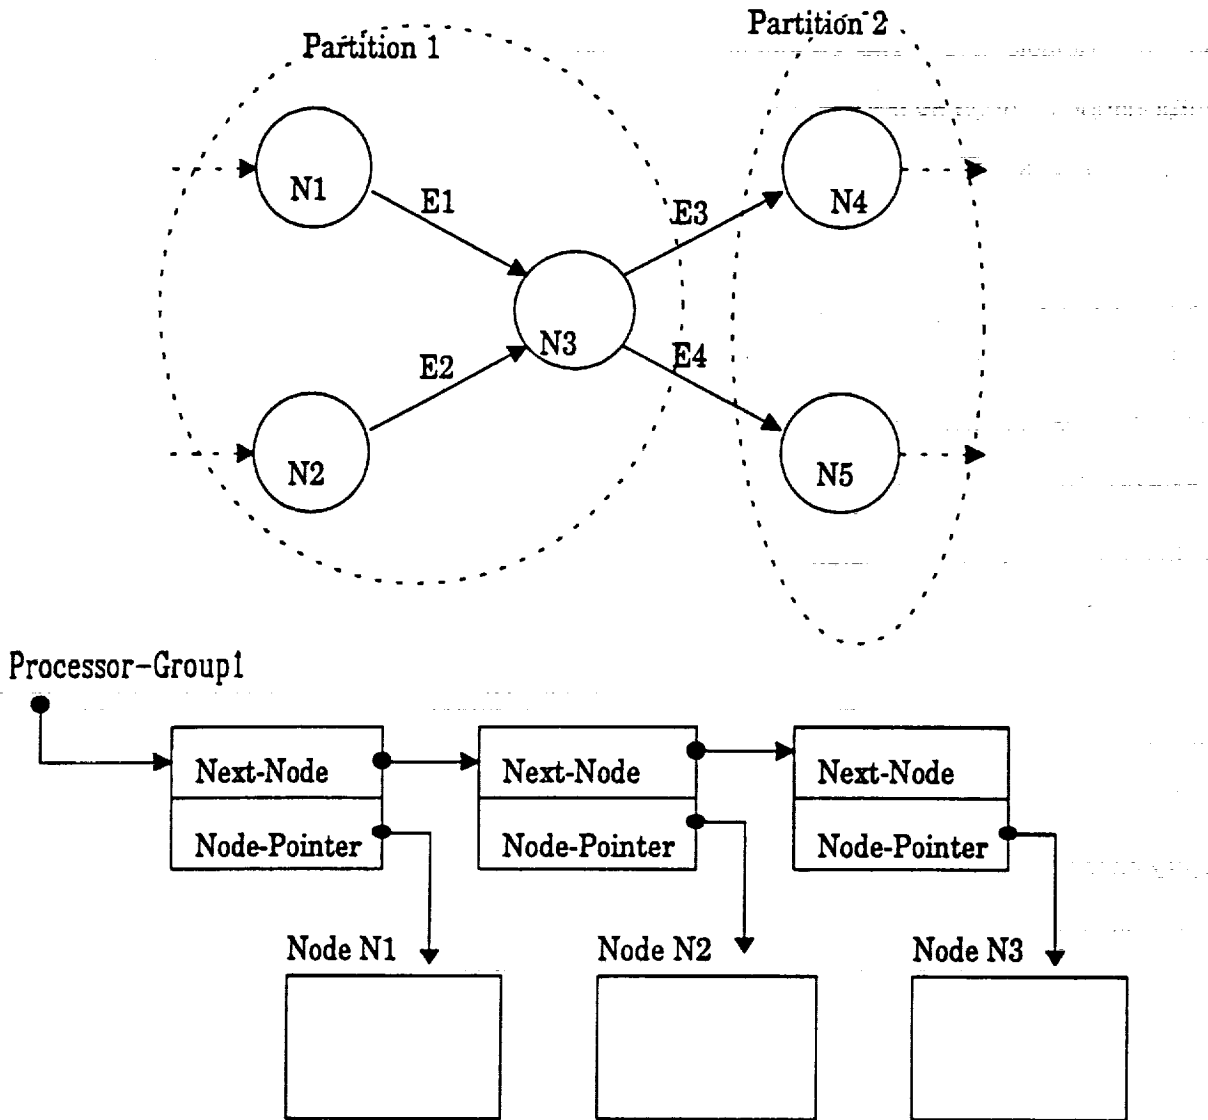 Partition 1
Partition 2
N1
E1
E3
N4
N3
E2
E4
N2
N5
Processor-Group1
Next-Node
Next-Node
Next-Node
Node-Pointer
Node-Pointer
Node-Pointer
Node N1
Node N2
Node N3